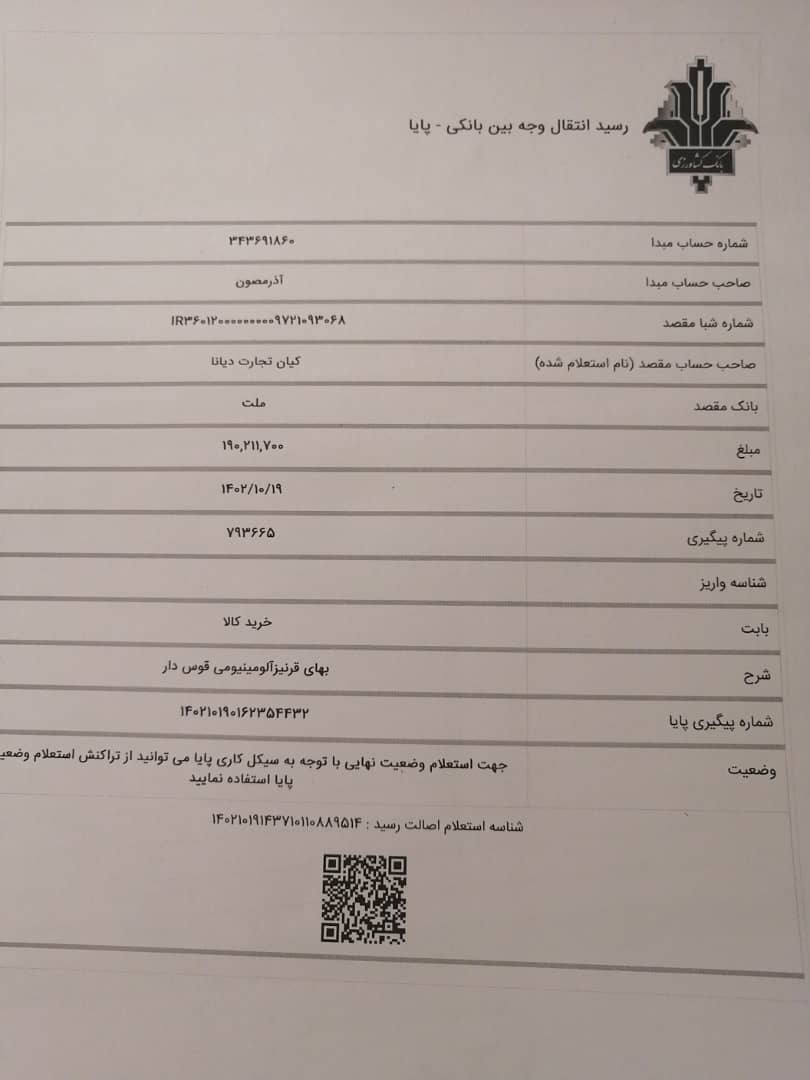 بانک کشاورزی
رسید انتقال وجه بین بانکی - پایا
شماره حساب مبدا ۳۴۳۶۹۱۸۶۰
صاحب حساب مبدا آذرمصون
شماره شبا مقصد IR۳۶۰۱۲۰۰۰۰۰۰۰۰۰۹۷۲۱۰۹۳۰۶۸
صاحب حساب مقصد (نام استعلام شده) کیان تجارت دیانا
بانک مقصد ملت
مبلغ ۱۹۰,۲۱۱,۷۰۰
تاریخ ۱۴۰۲/۱۰/۱۹
شماره پیگیری ۷۹۳۶۶۵
شناسه واریز
بابت خرید کالا
شرح بهای قرنیزآلومینیومی قوس دار
شماره پیگیری پایا ۱۴۰۲۱۰۱۹۰۱۶۲۳۵۴۴۳۲
وضعیت جهت استعلام وضعیت نهایی با توجه به سیکل کاری پایا می توانید از تراکنش استعلام وضعی
پایا استفاده نمایید
شناسه استعلام اصالت رسید : ۱۴۰۲۱۰۱۹۱۴۳۷۱۰۱۱۰۸۸۹۵۱۴